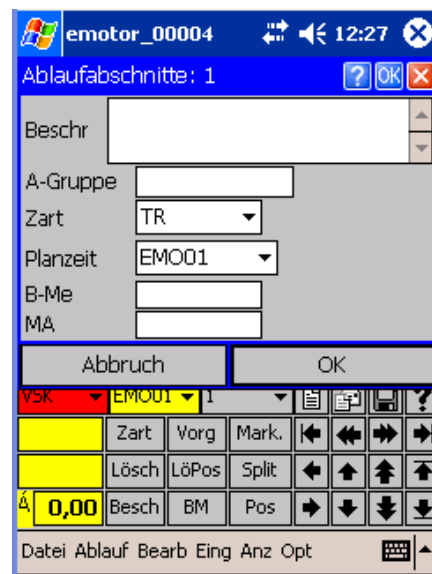 emotor_00004 12:27
Ablaufabschnitte: 1 ? OK
Beschr
A-Gruppe
Zart TR
Planzeit EMO01
B-Me
MA
Abbruch OK
VSK EMO01 1 ?
Zart Vorg Mark.
Lösch LöPos Split
Á 0,00 Besch BM Pos
Datei Ablauf Bearb Eing Anz Opt